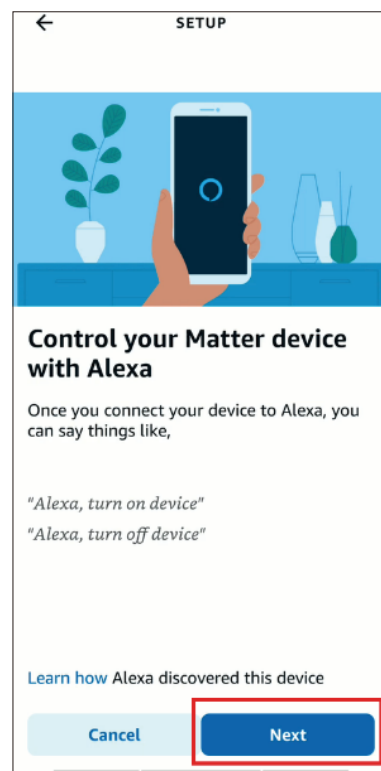 SETUP
Control your Matter device
with Alexa
Once you connect your device to Alexa, you
can say things like,
"Alexa, turn on device"
"Alexa, turn off device"
Learn how Alexa discovered this device
Cancel
Next